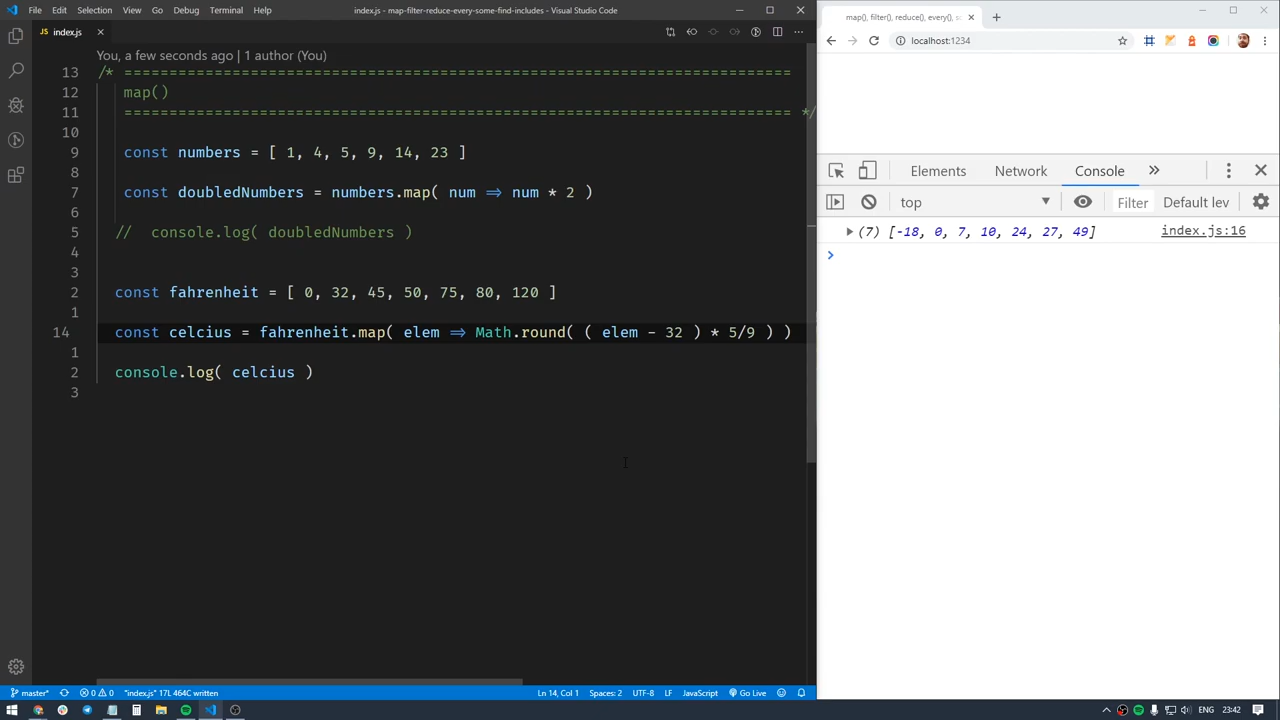 File Edit Selection View Go Debug Terminal Help
index.js - map-filter-reduce-every-some-find-includes - Visual Studio Code
JS index.js
You, a few seconds ago | 1 author (You)
13 /* ==========================================================================
12 map()
11 ========================================================================== */
10
9 const numbers = [ 1, 4, 5, 9, 14, 23 ]
8
7 const doubledNumbers = numbers.map( num ⇒ num * 2 )
6
5 // console.log( doubledNumbers )
4
3
2 const fahrenheit = [ 0, 32, 45, 50, 75, 80, 120 ]
1
14 const celcius = fahrenheit.map( elem ⇒ Math.round( ( elem - 32 ) * 5/9 ) )
1
2 console.log( celcius )
3
master* 0 0 "index.js" 17L 464C written Ln 14, Col 1 Spaces: 2 UTF-8 LF JavaScript Go Live
map(), filter(), reduce(), every(), so
localhost:1234
Elements Network Console
top Filter Default lev
(7) [-18, 0, 7, 10, 24, 27, 49] index.js:16
ENG 23:42